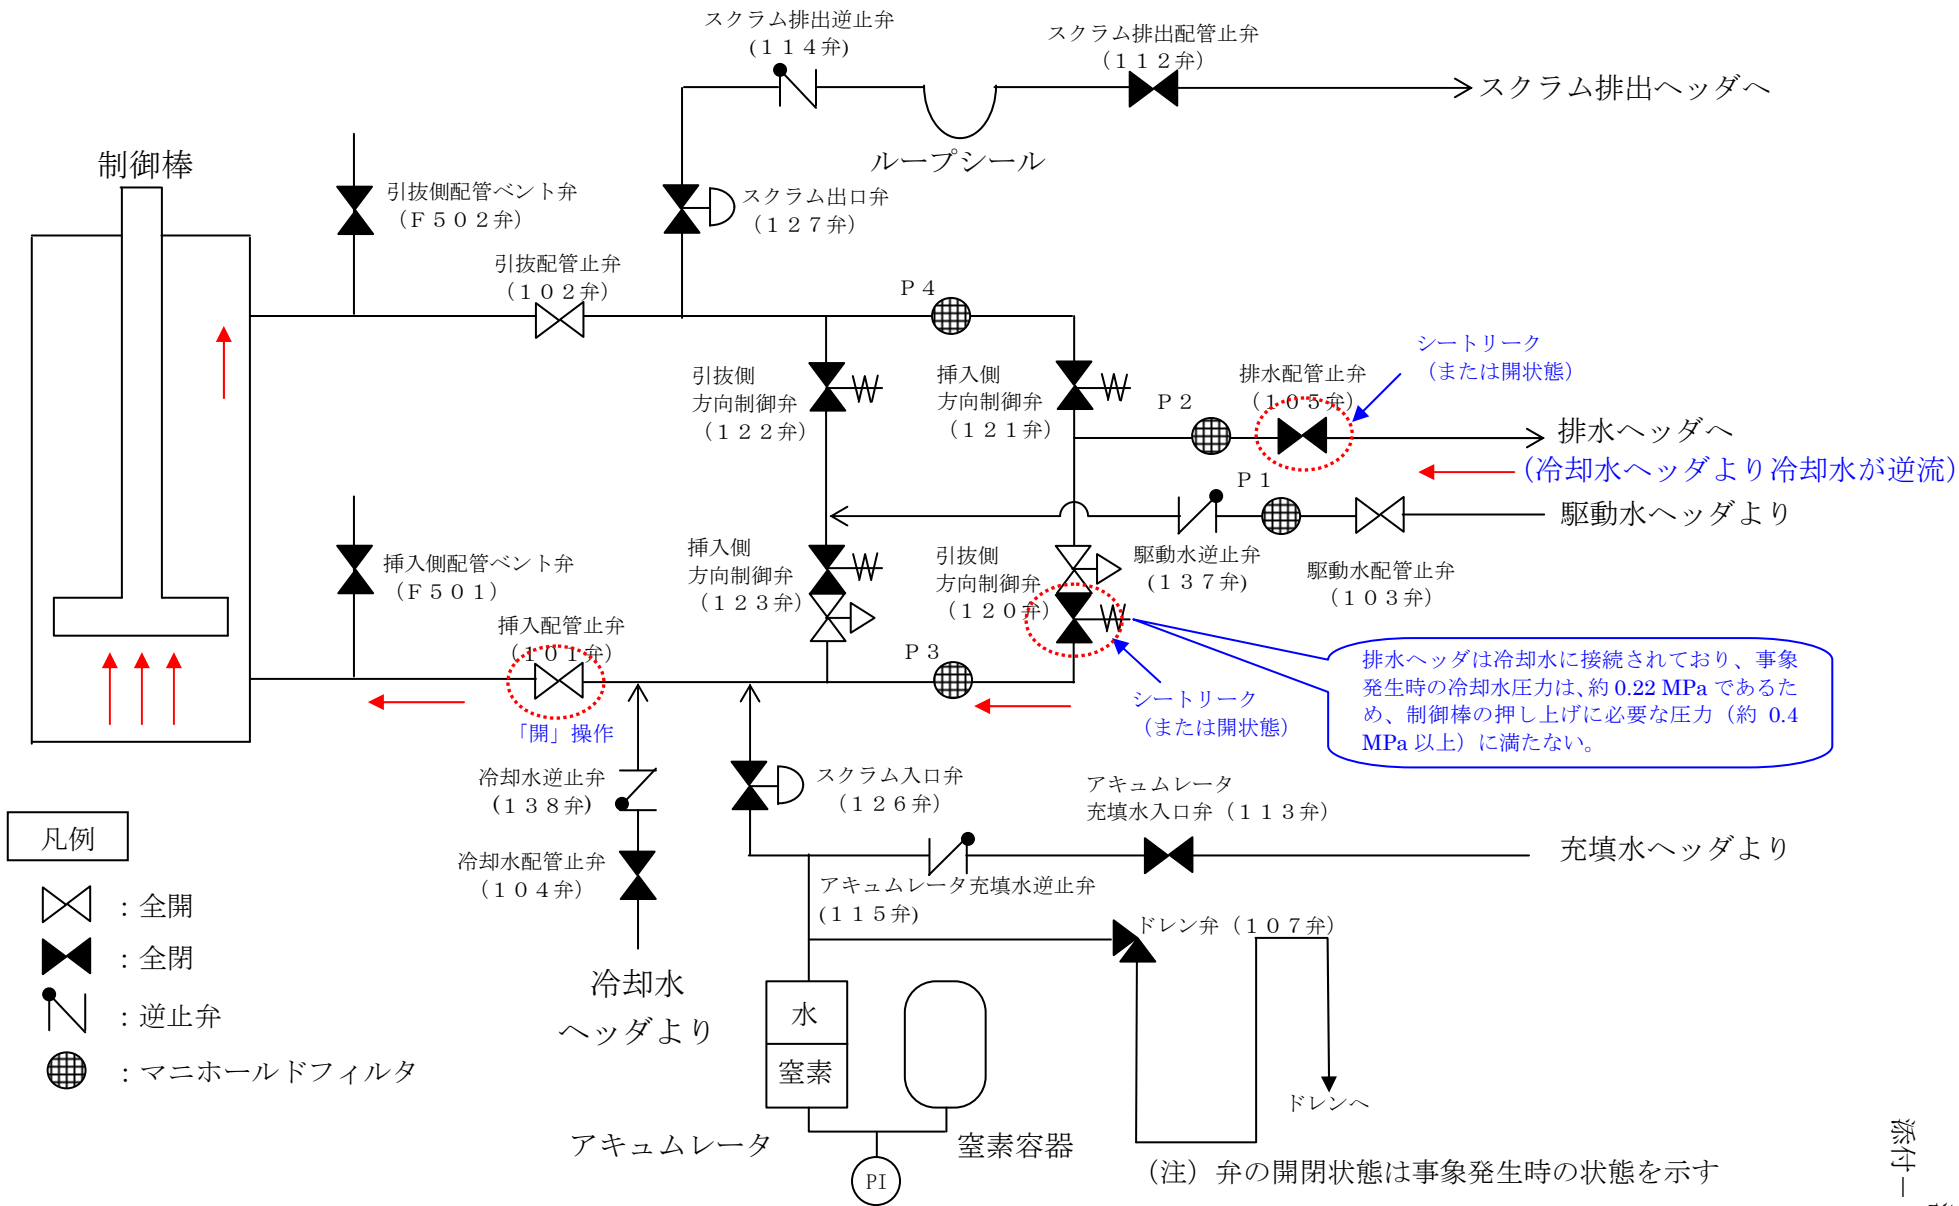 スクラム排出逆止弁
(114弁)
スクラム排出配管止弁
(112弁)
スクラム排出ヘッダへ
ループシール
制御棒
引抜側配管ベント弁
(F502弁)
スクラム出口弁
(127弁)
引抜配管止弁
(102弁)
P4
シートリーク
(または開状態)
引抜側
方向制御弁
(122弁)
挿入側
方向制御弁
(121弁)
排水配管止弁
(105弁)
P2
排水ヘッダへ
(冷却水ヘッダより冷却水が逆流)
P1
駆動水ヘッダより
挿入側配管ベント弁
(F501)
挿入側
方向制御弁
(123弁)
引抜側
方向制御弁
(120弁)
駆動水逆止弁
(137弁)
駆動水配管止弁
(103弁)
挿入配管止弁
(101弁)
「開」操作
P3
シートリーク
(または開状態)
排水ヘッダは冷却水に接続されており、事象
発生時の冷却水圧力は、約0.22 MPaであるた
め、制御棒の押し上げに必要な圧力(約 0.4
MPa以上)に満たない。
冷却水逆止弁
(138弁)
スクラム入口弁
(126弁)
アキュムレータ
充填水入口弁(113弁)
充填水ヘッダより
冷却水配管止弁
(104弁)
アキュムレータ充填水逆止弁
(115弁)
ドレン弁(107弁)
冷却水
ヘッダより
水
窒素
アキュムレータ
窒素容器
PI
ドレンへ
凡例
:全開
:全閉
:逆止弁
:マニホールドフィルタ
(注)弁の開閉状態は事象発生時の状態を示す
添付－